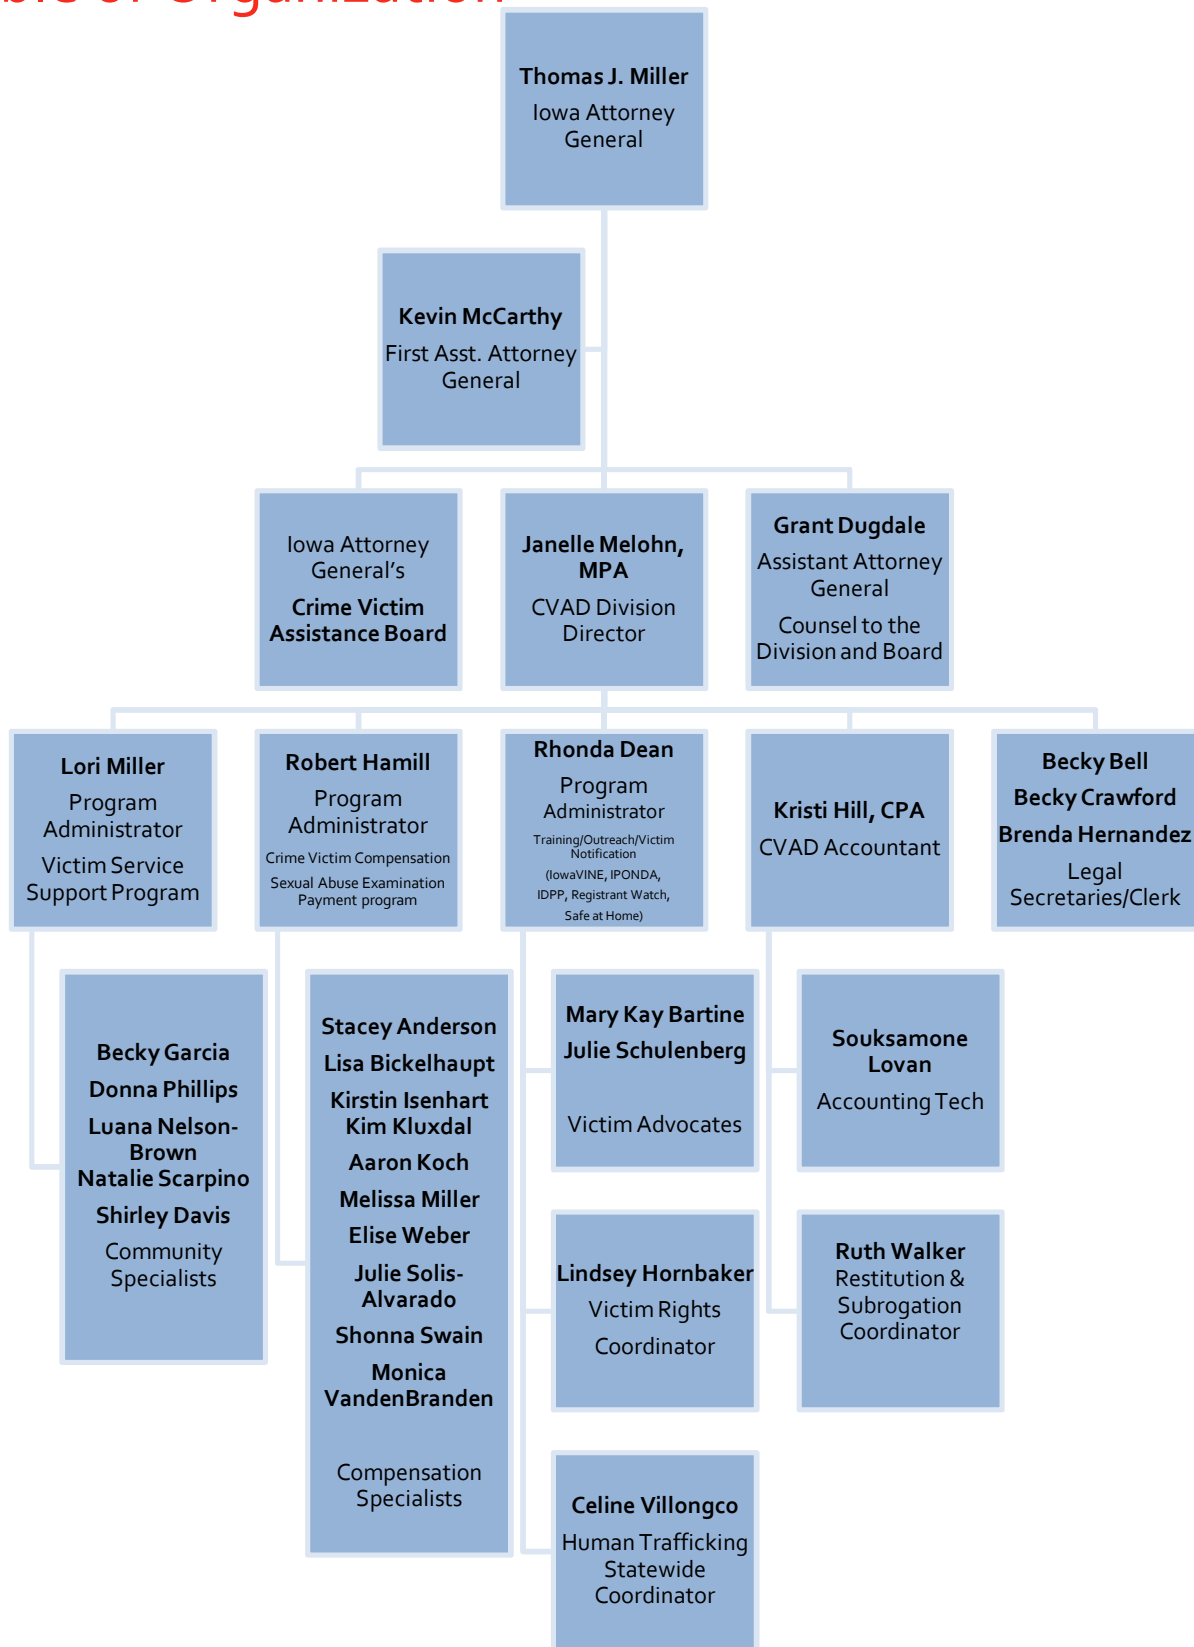 of Organization
Thomas J. Miller
Iowa Attorney
General
Kevin McCarthy
First Asst. Attorney
General
Iowa Attorney
General’s
Crime Victim
Assistance Board
Janelle Melohn,
MPA
CVAD Division
Director
Grant Dugdale
Assistant Attorney
General
Counsel to the
Division and Board
Lori Miller
Program
Administrator
Victim Service
Support Program
Robert Hamill
Program
Administrator
Crime Victim Compensation
Sexual Abuse Examination
Payment program
Rhonda Dean
Program
Administrator
Training/Outreach/Victim
Notification
(IowaVINE, IPONDA,
IDPP, Registrant Watch,
Safe at Home)
Kristi Hill, CPA
CVAD Accountant
Becky Bell
Becky Crawford
Brenda Hernandez
Legal
Secretaries/Clerk
Becky Garcia
Donna Phillips
Luana Nelson-
Brown
Natalie Scarpino
Shirley Davis
Community
Specialists
Stacey Anderson
Lisa Bickelhaupt
Kirstin Isenhart
Kim Kluxdal
Aaron Koch
Melissa Miller
Elise Weber
Julie Solis-
Alvarado
Shonna Swain
Monica
VandenBranden
Compensation
Specialists
Mary Kay Bartine
Julie Schulenberg
Victim Advocates
Lindsey Hornbaker
Victim Rights
Coordinator
Celine Villongco
Human Trafficking
Statewide
Coordinator
Souksamone
Lovan
Accounting Tech
Ruth Walker
Restitution &
Subrogation
Coordinator